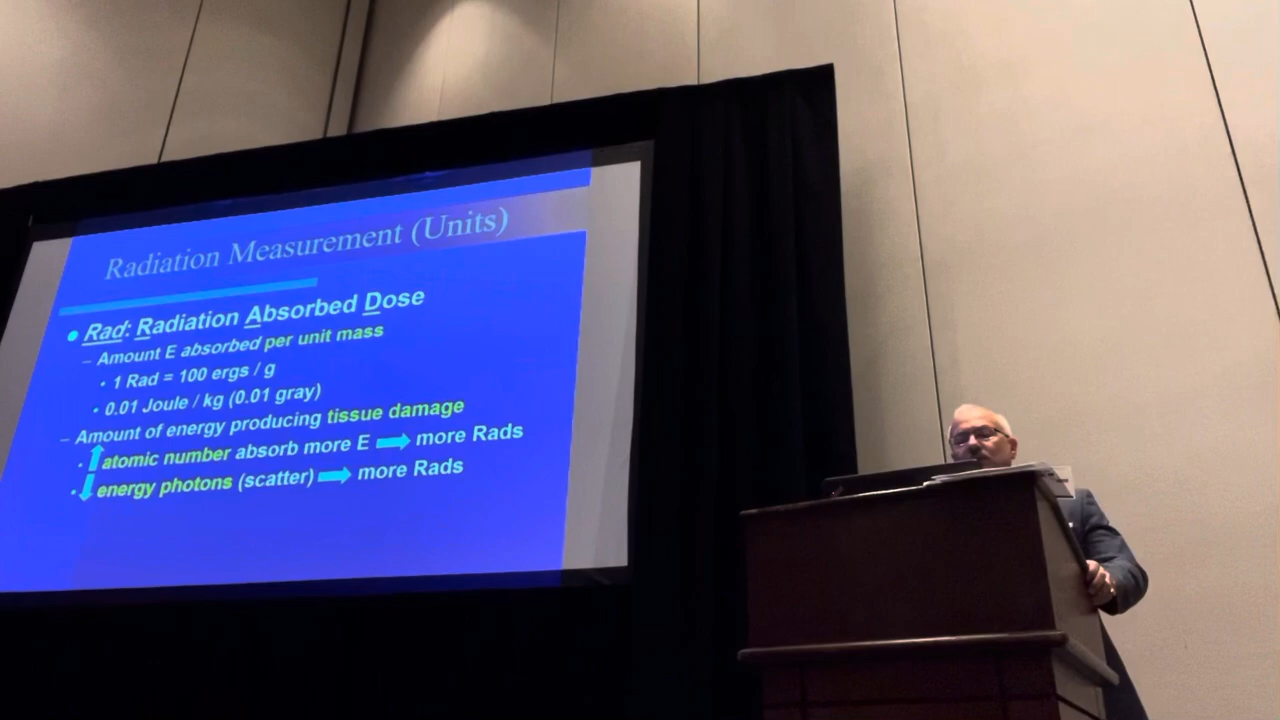 Radiation Measurement (Units)
● Rad: Radiation Absorbed Dose
– Amount E absorbed per unit mass
• 1 Rad = 100 ergs / g
• 0.01 Joule / kg (0.01 gray)
– Amount of energy producing tissue damage
• ⬆ atomic number absorb more E ➡ more Rads
• ⬇ energy photons (scatter) ➡ more Rads